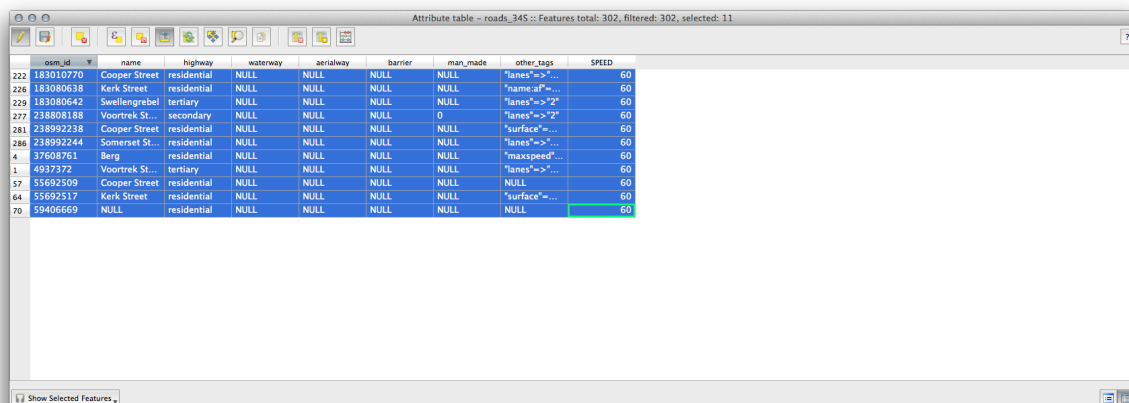 Attribute table - roads_34S :: Features total: 302, filtered: 302, selected: 11
?
osm_id name highway waterway aerialway barrier man_made other_tags SPEED
222 183010770 Cooper Street residential NULL NULL NULL NULL "lanes"=>"... 60
226 183080638 Kerk Street residential NULL NULL NULL NULL "name:af"=... 60
229 183080642 Swellengrebel tertiary NULL NULL NULL NULL "lanes"=>"2" 60
277 238808188 Voortrek St... secondary NULL NULL NULL 0 "lanes"=>"2" 60
281 238992238 Cooper Street residential NULL NULL NULL NULL "surface"=... 60
286 238992244 Somerset St... residential NULL NULL NULL NULL "lanes"=>"... 60
4 37608761 Berg residential NULL NULL NULL NULL "maxspeed"... 60
1 4937372 Voortrek St... tertiary NULL NULL NULL NULL "lanes"=>"... 60
57 55692509 Cooper Street residential NULL NULL NULL NULL NULL 60
64 55692517 Kerk Street residential NULL NULL NULL NULL "surface"=... 60
70 59406669 NULL residential NULL NULL NULL NULL NULL 60
Show Selected Features